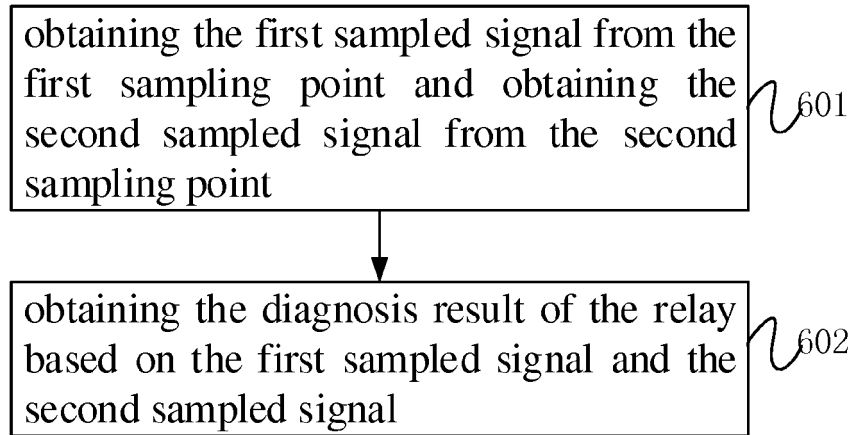 obtaining the first sampled signal from the
first sampling point and obtaining the
second sampled signal from the second
sampling point
601
obtaining the diagnosis result of the relay
based on the first sampled signal and the
second sampled signal
602